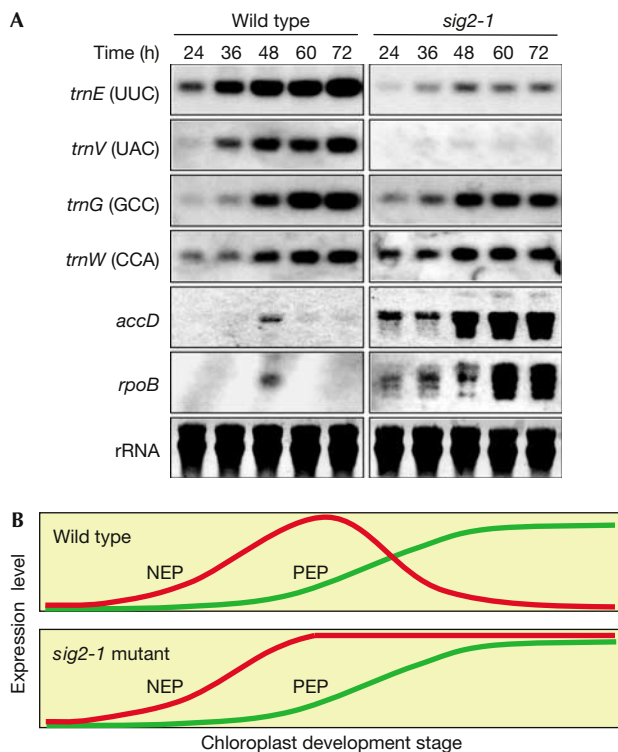 A
Wild type sig2-1
Time (h) 24 36 48 60 72 24 36 48 60 72
trnE (UUC)
trnV (UAC)
trnG (GCC)
trnW (CCA)
accD
rpoB
rRNA
B
Wild type
NEP PEP
sig2-1 mutant
NEP PEP
Expression level
Chloroplast development stage